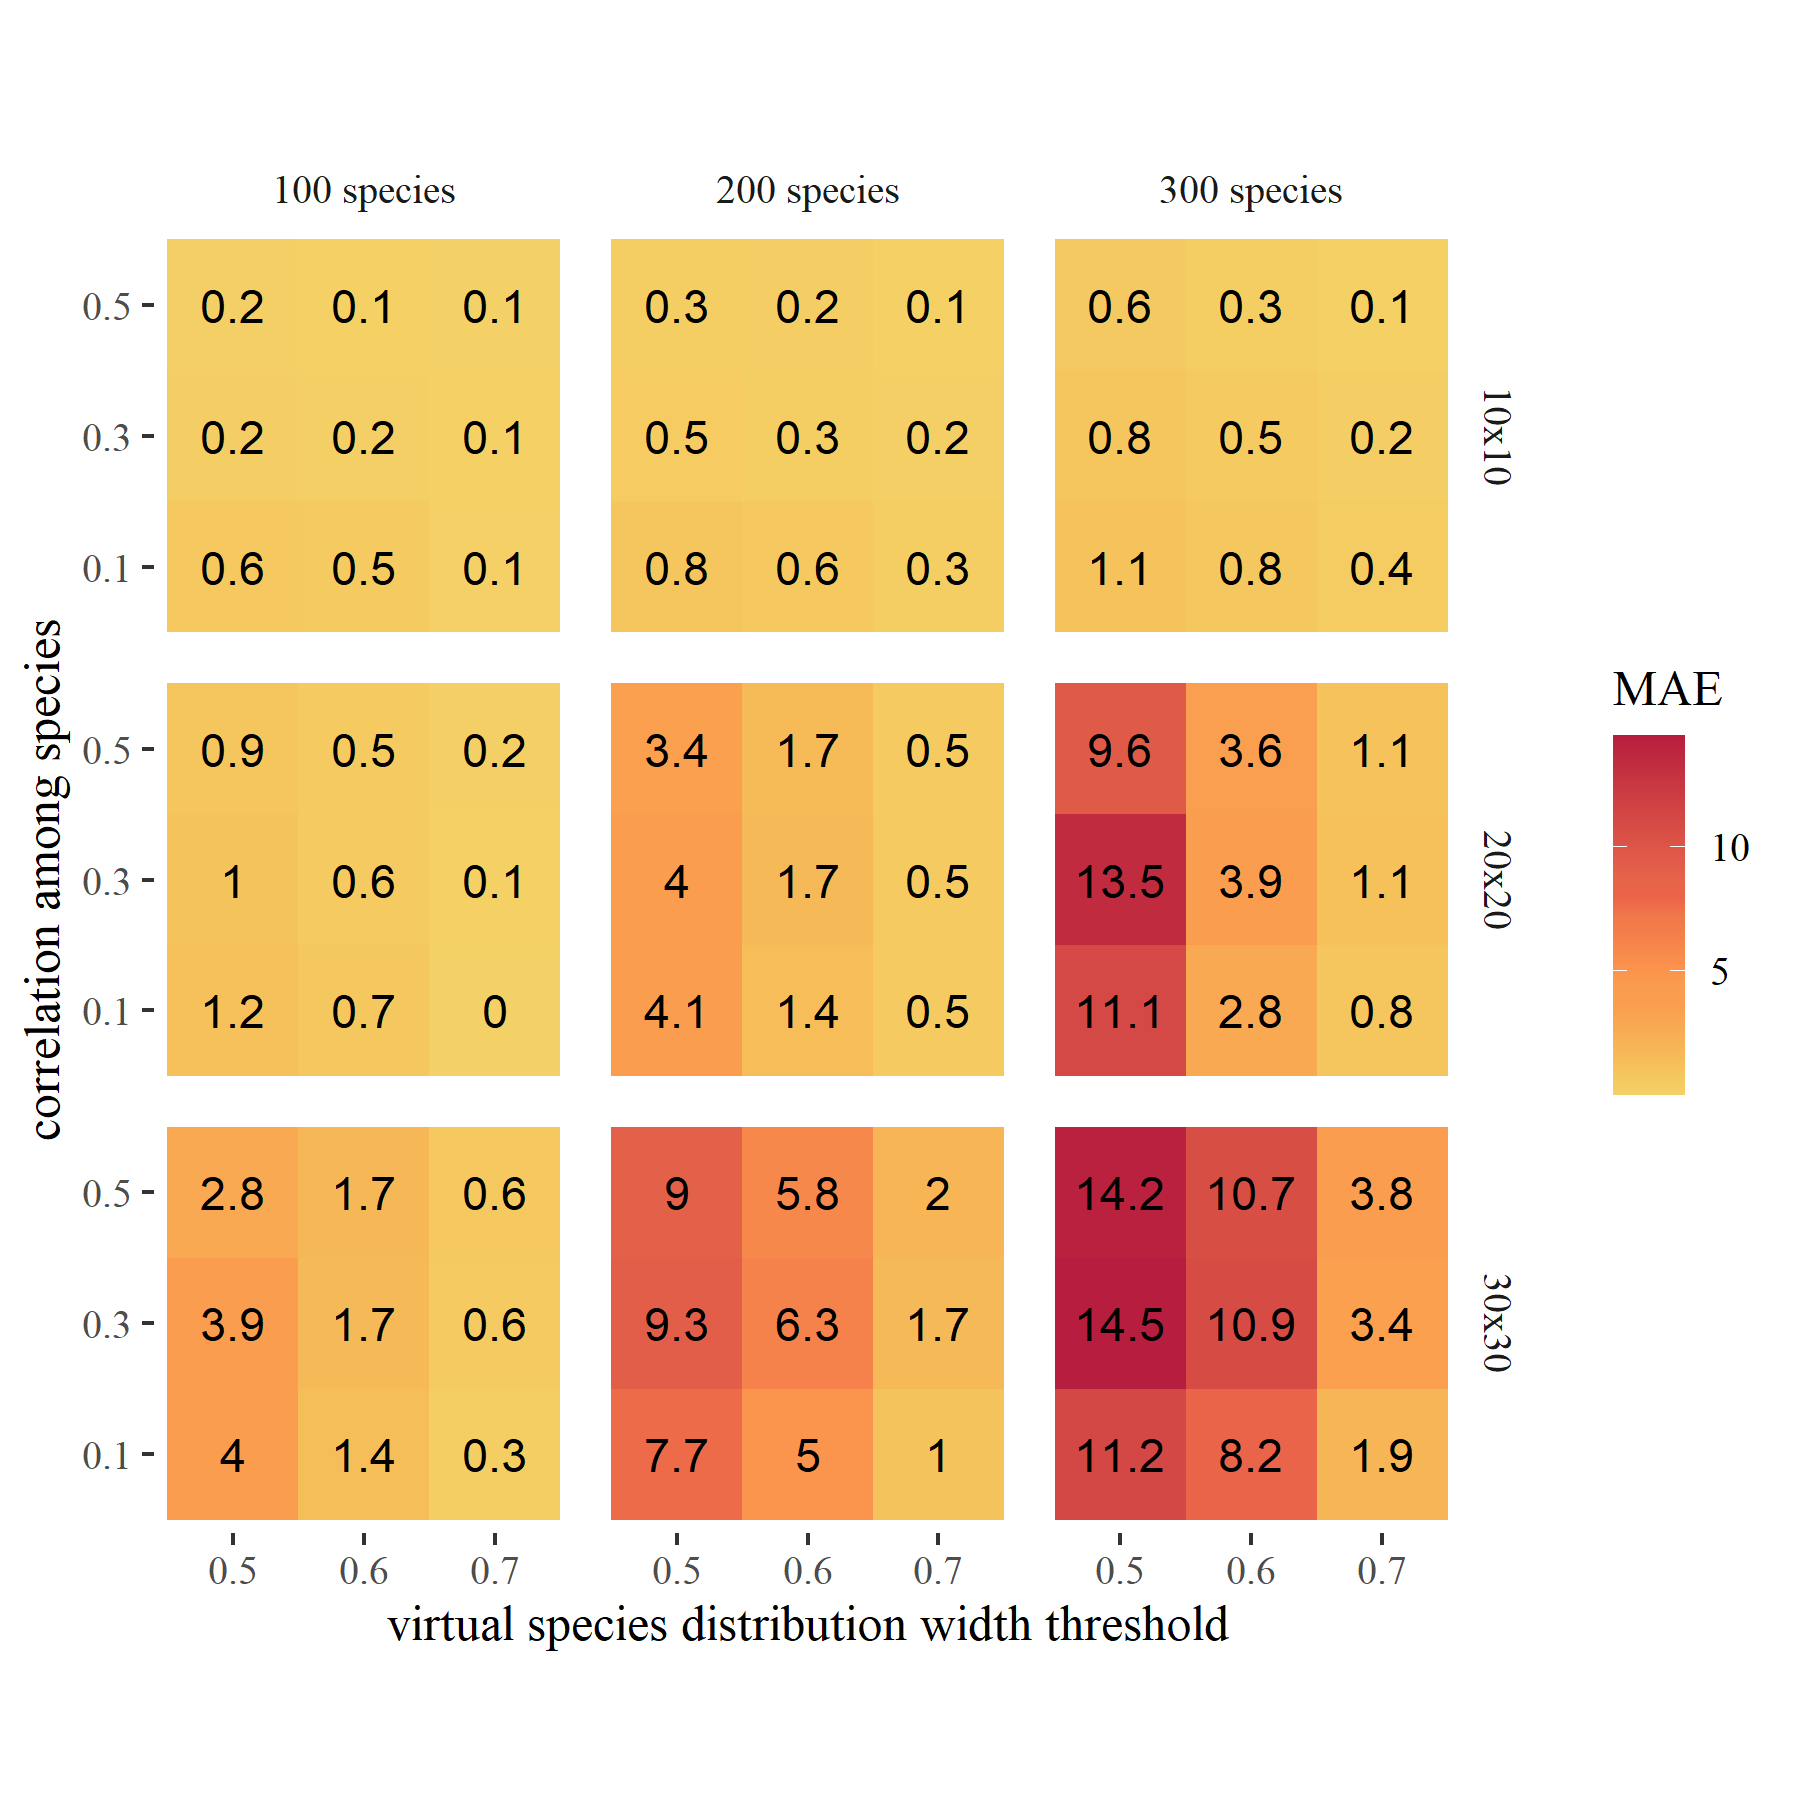 100 species 200 species 300 species
0.5 0.2 0.1 0.1 0.3 0.2 0.1 0.6 0.3 0.1
0.3 0.2 0.2 0.1 0.5 0.3 0.2 0.8 0.5 0.2
0.1 0.6 0.5 0.1 0.8 0.6 0.3 1.1 0.8 0.4
10x10
correlation among species
0.5 0.9 0.5 0.2 3.4 1.7 0.5 9.6 3.6 1.1
0.3 1 0.6 0.1 4 1.7 0.5 13.5 3.9 1.1
0.1 1.2 0.7 0 4.1 1.4 0.5 11.1 2.8 0.8
20x20
0.5 2.8 1.7 0.6 9 5.8 2 14.2 10.7 3.8
0.3 3.9 1.7 0.6 9.3 6.3 1.7 14.5 10.9 3.4
0.1 4 1.4 0.3 7.7 5 1 11.2 8.2 1.9
30x30
0.5 0.6 0.7 0.5 0.6 0.7 0.5 0.6 0.7
virtual species distribution width threshold
MAE
10
5